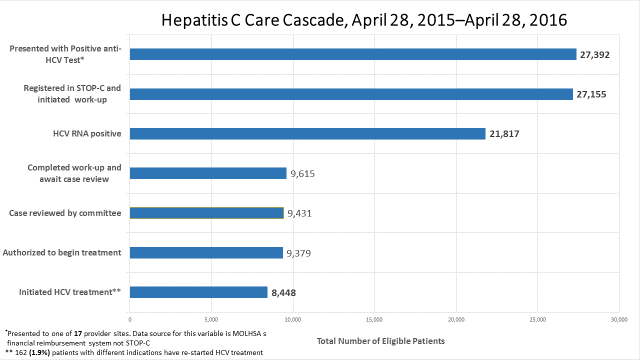 Hepatitis C Care Cascade, April 28, 2015–April 28, 2016
Presented with Positive anti-
HCV Test*
27,392
Registered in STOP-C and
initiated work-up
27,155
HCV RNA positive
21,817
Completed work-up and
await case review
9,615
Case reviewed by committee
9,431
Authorized to begin treatment
9,379
Initiated HCV treatment**
8,448
0 5,000 10,000 15,000 20,000 25,000 30,000
Total Number of Eligible Patients
*Presented to one of 17 provider sites. Data source for this variable is MOLHSA s
financial reimbursement system not STOP-C
** 162 (1.9%) patients with different indications have re-started HCV treatment